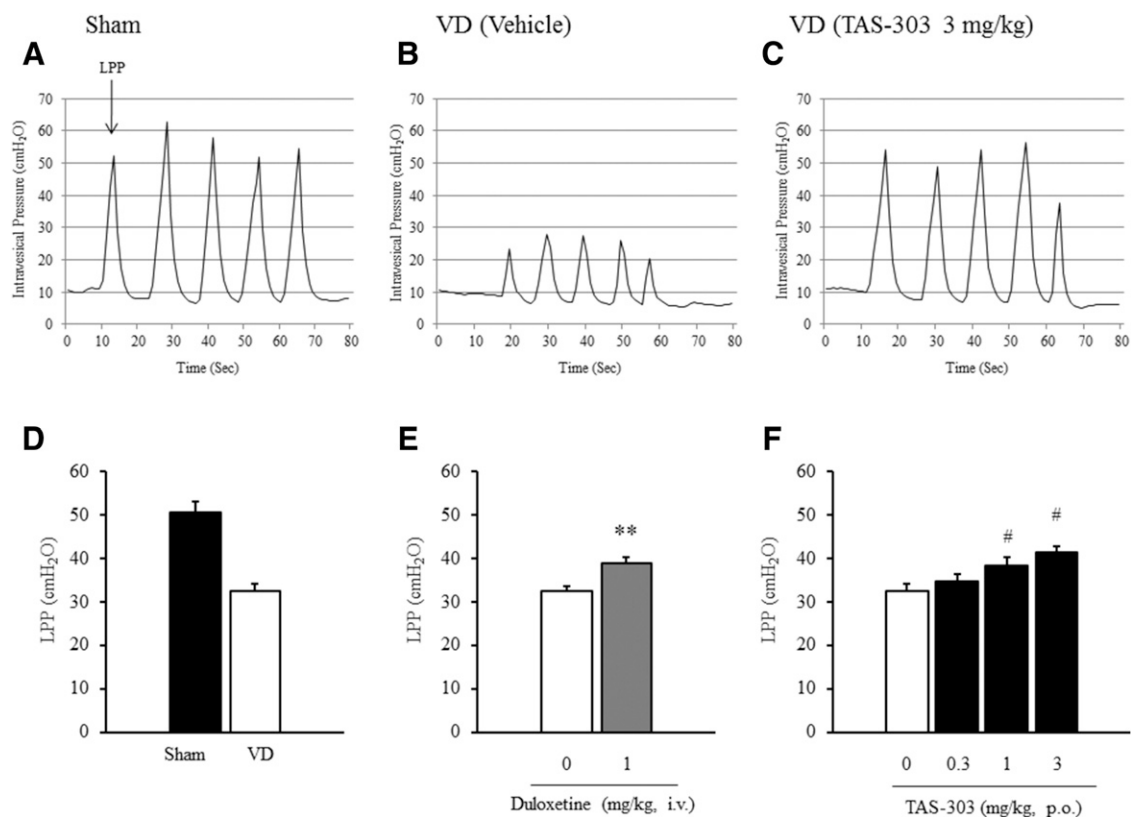 Sham
VD (Vehicle)
VD (TAS-303 3 mg/kg)
A
B
C
LPP
Intravesical Pressure (cmH₂O)
70
60
50
40
30
20
10
0
0 10 20 30 40 50 60 70 80
Time (Sec)
Intravesical Pressure (cmH₂O)
70
60
50
40
30
20
10
0
0 10 20 30 40 50 60 70 80
Time (Sec)
Intravesical Pressure (cmH₂O)
70
60
50
40
30
20
10
0
0 10 20 30 40 50 60 70 80
Time (Sec)
D
E
F
LPP (cmH₂O)
60
50
40
30
20
10
0
Sham VD
LPP (cmH₂O)
60
50
40
30
20
10
0
**
0 1
Duloxetine (mg/kg, i.v.)
LPP (cmH₂O)
60
50
40
30
20
10
0
#
#
0 0.3 1 3
TAS-303 (mg/kg, p.o.)